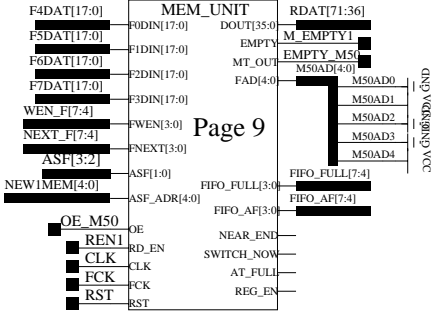 MEM_UNIT
F4DAT[17:0]
F0DIN[17:0]
F5DAT[17:0]
F1DIN[17:0]
F6DAT[17:0]
F2DIN[17:0]
F7DAT[17:0]
F3DIN[17:0]
WEN_F[7:4]
FWEN[3:0]
NEXT_F[7:4]
FNEXT[3:0]
ASF[3:2]
ASF[1:0]
NEW1MEM[4:0]
ASF_ADR[4:0]
OE_M50
OE
REN1
RD_EN
CLK
CLK
FCK
FCK
RST
RST
Page 9
RDAT[71:36]
DOUT[35:0]
M_EMPTY1
EMPTY
EMPTY_M50
MT_OUT
M50AD[4:0]
FAD[4:0]
M50AD0
M50AD1
M50AD2
M50AD3
M50AD4
GND
VCC
GND
VCC
FIFO_FULL[7:4]
FIFO_FULL[3:0]
FIFO_AF[7:4]
FIFO_AF[3:0]
NEAR_END
SWITCH_NOW
AT_FULL
REG_EN